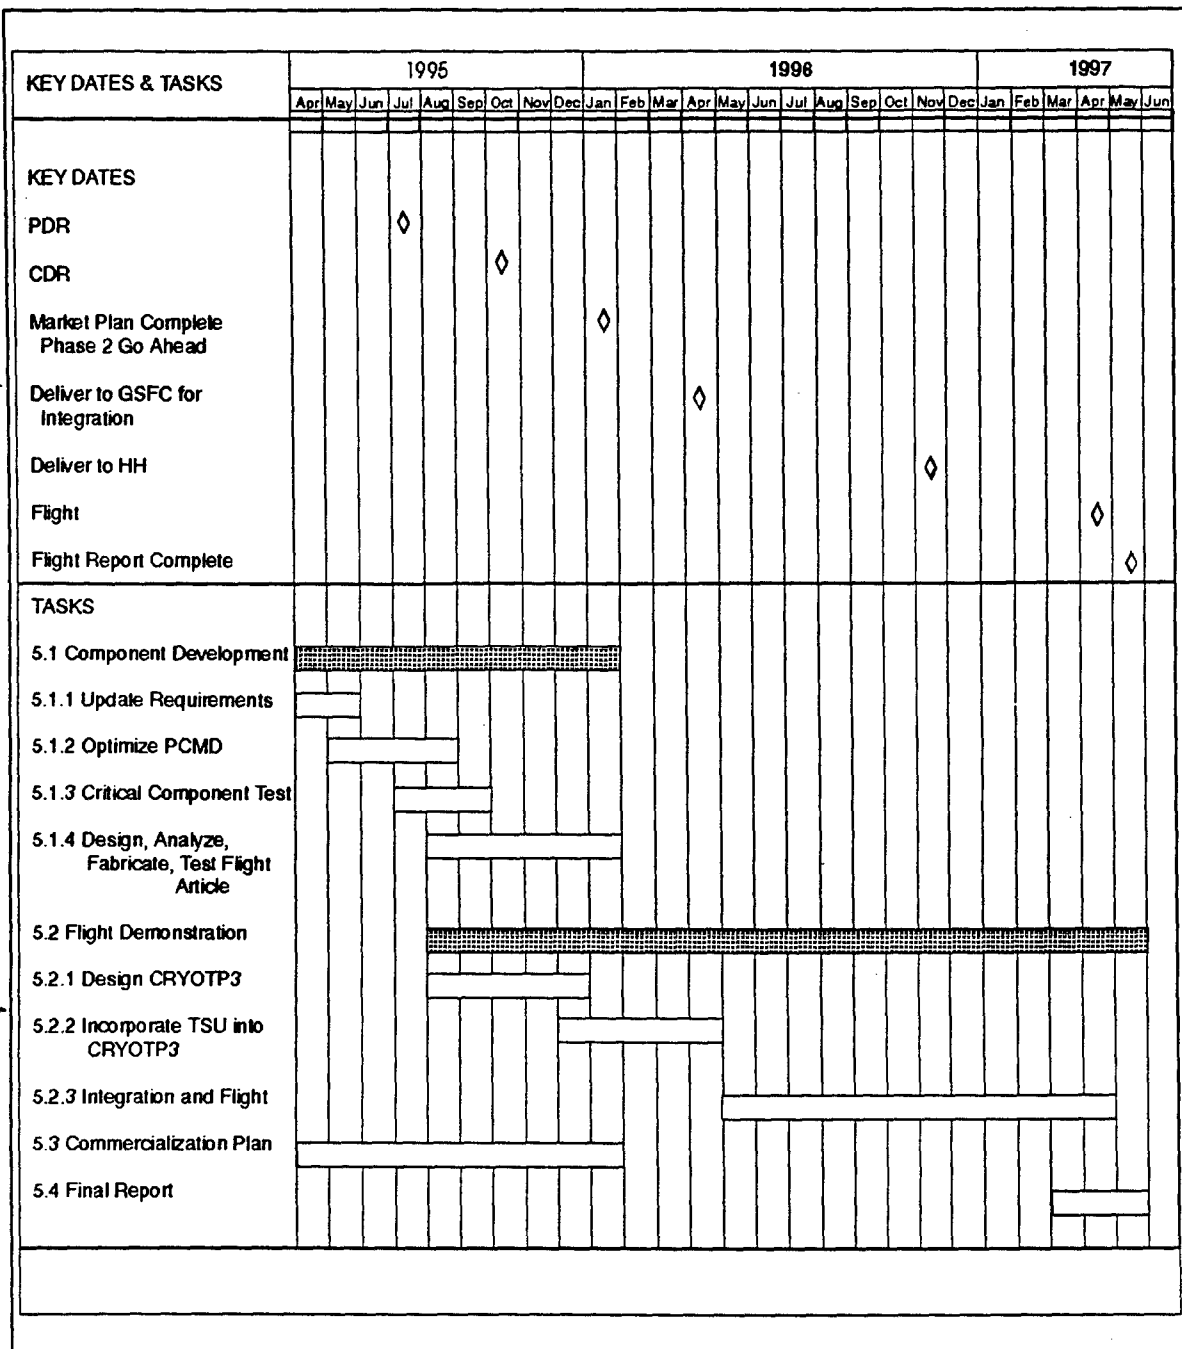 KEY DATES & TASKS
1995
1996
1997
Apr May Jun Jul Aug Sep Oct Nov Dec Jan Feb Mar Apr May Jun Jul Aug Sep Oct Nov Dec Jan Feb Mar Apr May Jun
KEY DATES
PDR
CDR
Market Plan Complete
Phase 2 Go Ahead
Deliver to GSFC for
Integration
Deliver to HH
Flight
Flight Report Complete
TASKS
5.1 Component Development
5.1.1 Update Requirements
5.1.2 Optimize PCMD
5.1.3 Critical Component Test
5.1.4 Design, Analyze,
Fabricate, Test Flight
Article
5.2 Flight Demonstration
5.2.1 Design CRYOTP3
5.2.2 Incorporate TSU into
CRYOTP3
5.2.3 Integration and Flight
5.3 Commercialization Plan
5.4 Final Report